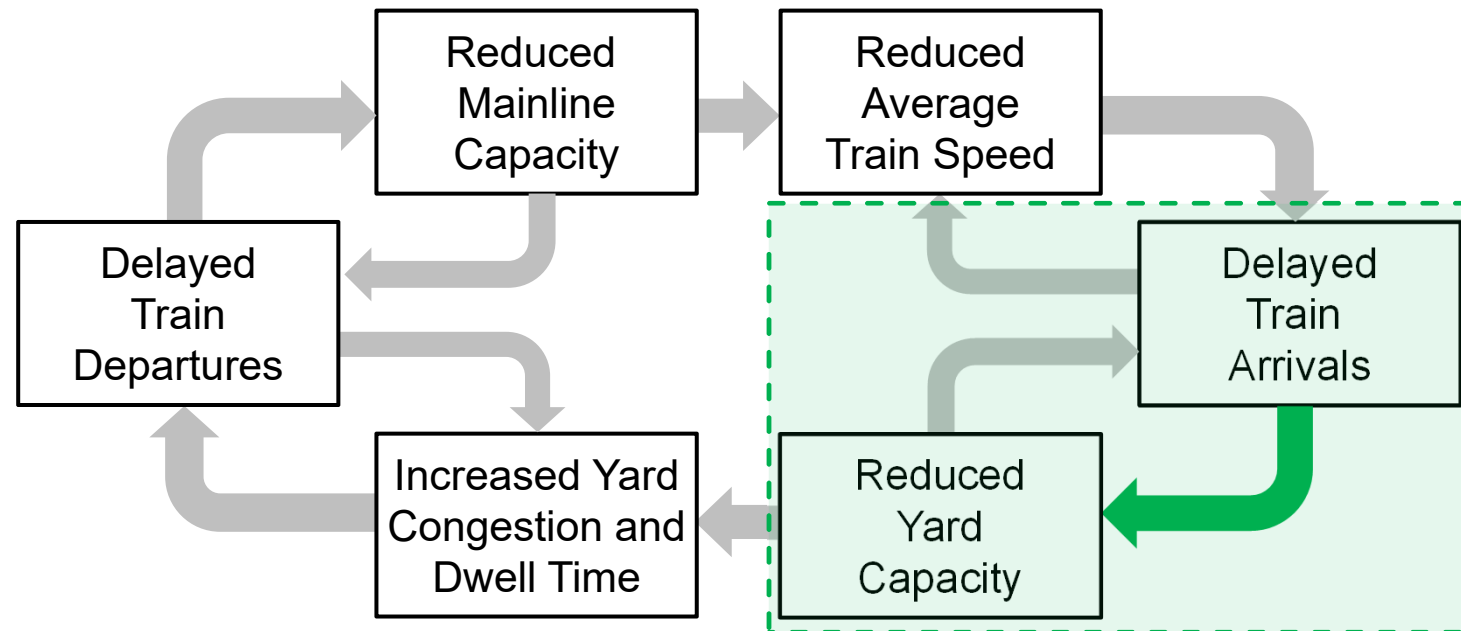 Reduced
Mainline
Capacity
Reduced
Average
Train Speed
Delayed
Train
Departures
Delayed
Train
Arrivals
Increased Yard
Congestion and
Dwell Time
Reduced
Yard
Capacity